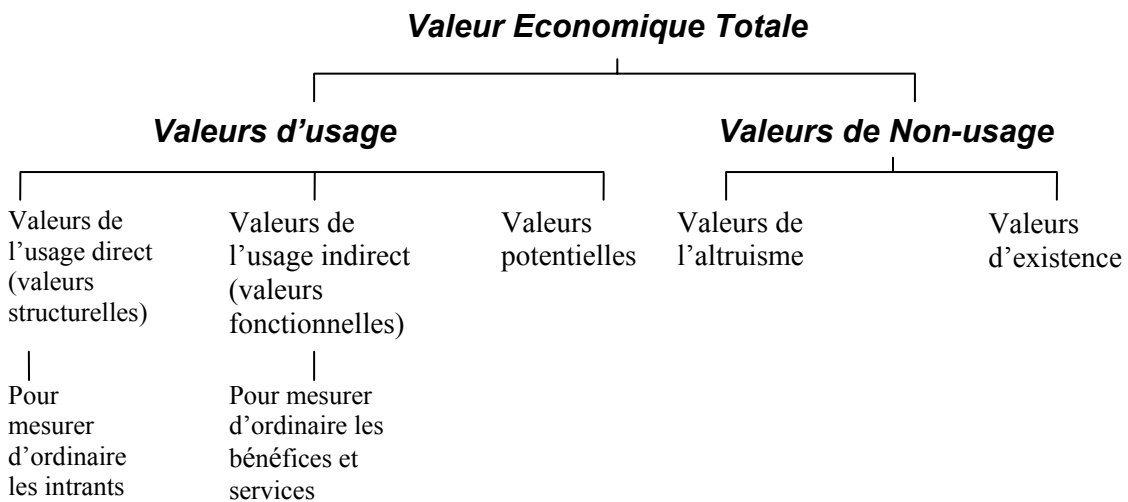 Valeur Economique Totale
Valeurs d’usage
Valeurs de Non-usage
Valeurs de
l’usage direct
(valeurs
structurelles)
Valeurs de
l’usage indirect
(valeurs
fonctionnelles)
Valeurs
potentielles
Valeurs de
l’altruisme
Valeurs
d’existence
Pour
mesurer
d’ordinaire
les intrants
Pour mesurer
d’ordinaire les
bénéfices et
services